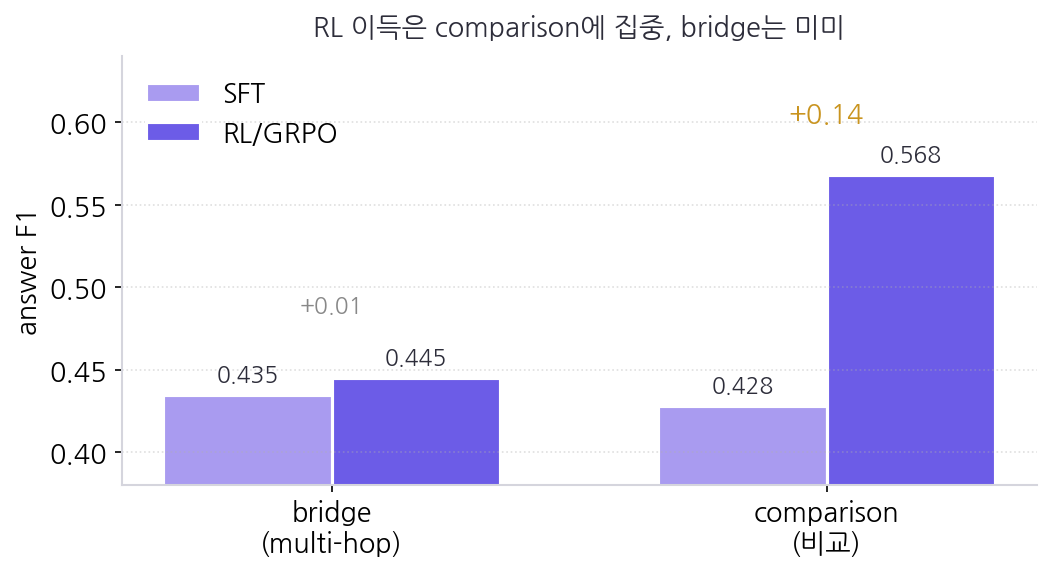 RL 이득은 comparison에 집중, bridge는 미미
SFT
RL/GRPO
answer F1
0.60
0.55
0.50
0.45
0.40
+0.01
0.435
0.445
+0.14
0.428
0.568
bridge
(multi-hop)
comparison
(비교)